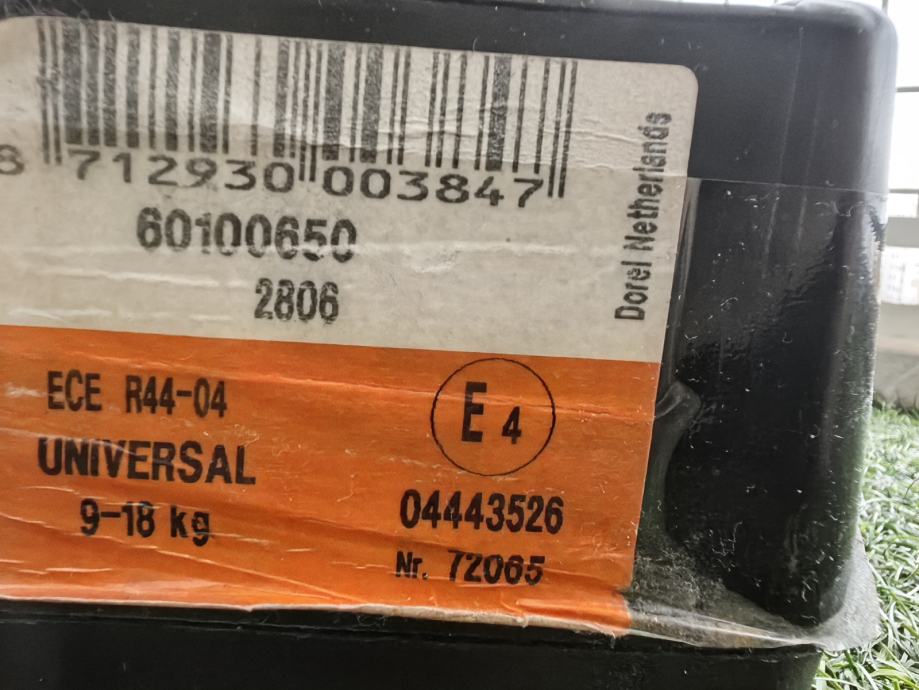 8 712930 003847
60100650
2806
Dorel Netherlands
ECE R44-04
UNIVERSAL
9-18 kg
E 4
04443526
Nr. 72065